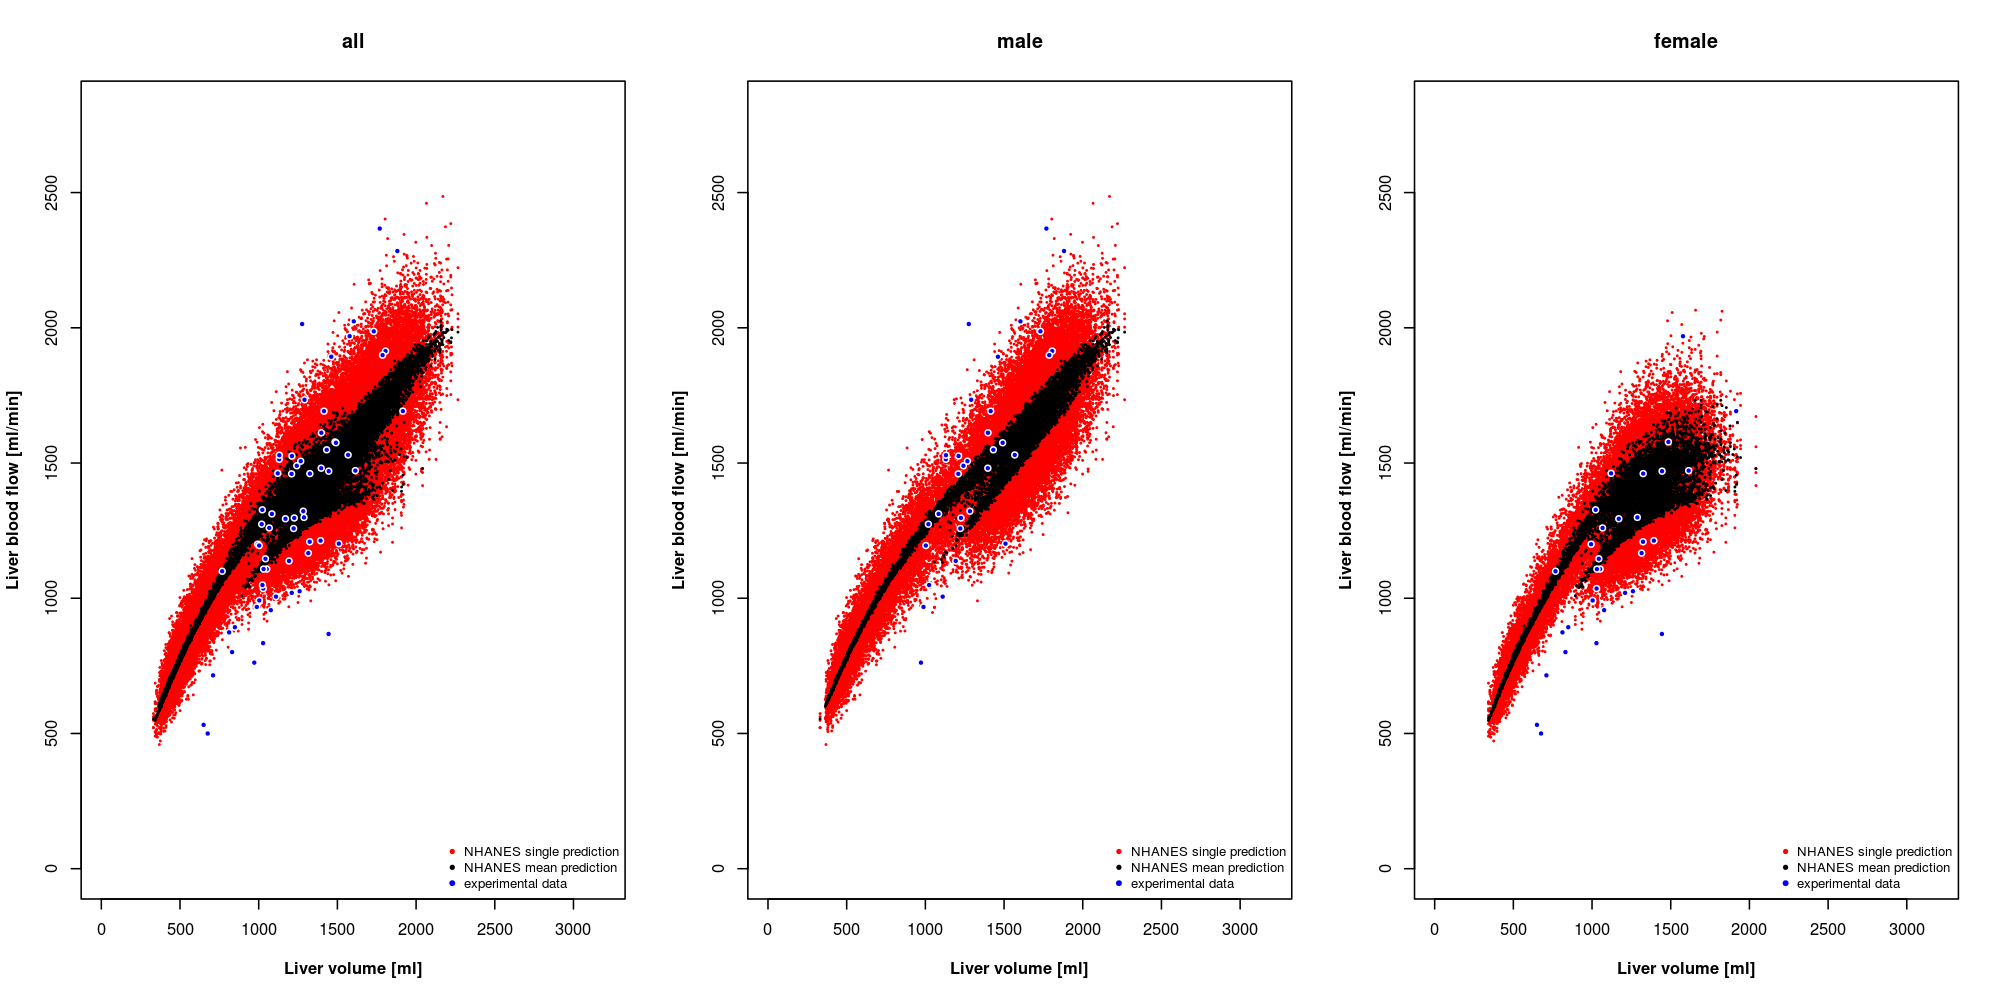 all
Liver blood flow [ml/min]
2500
2000
1500
1000
500
0
NHANES single prediction
NHANES mean prediction
experimental data
0 500 1000 1500 2000 2500 3000
Liver volume [ml]
male
Liver blood flow [ml/min]
2500
2000
1500
1000
500
0
NHANES single prediction
NHANES mean prediction
experimental data
0 500 1000 1500 2000 2500 3000
Liver volume [ml]
female
Liver blood flow [ml/min]
2500
2000
1500
1000
500
0
NHANES single prediction
NHANES mean prediction
experimental data
0 500 1000 1500 2000 2500 3000
Liver volume [ml]